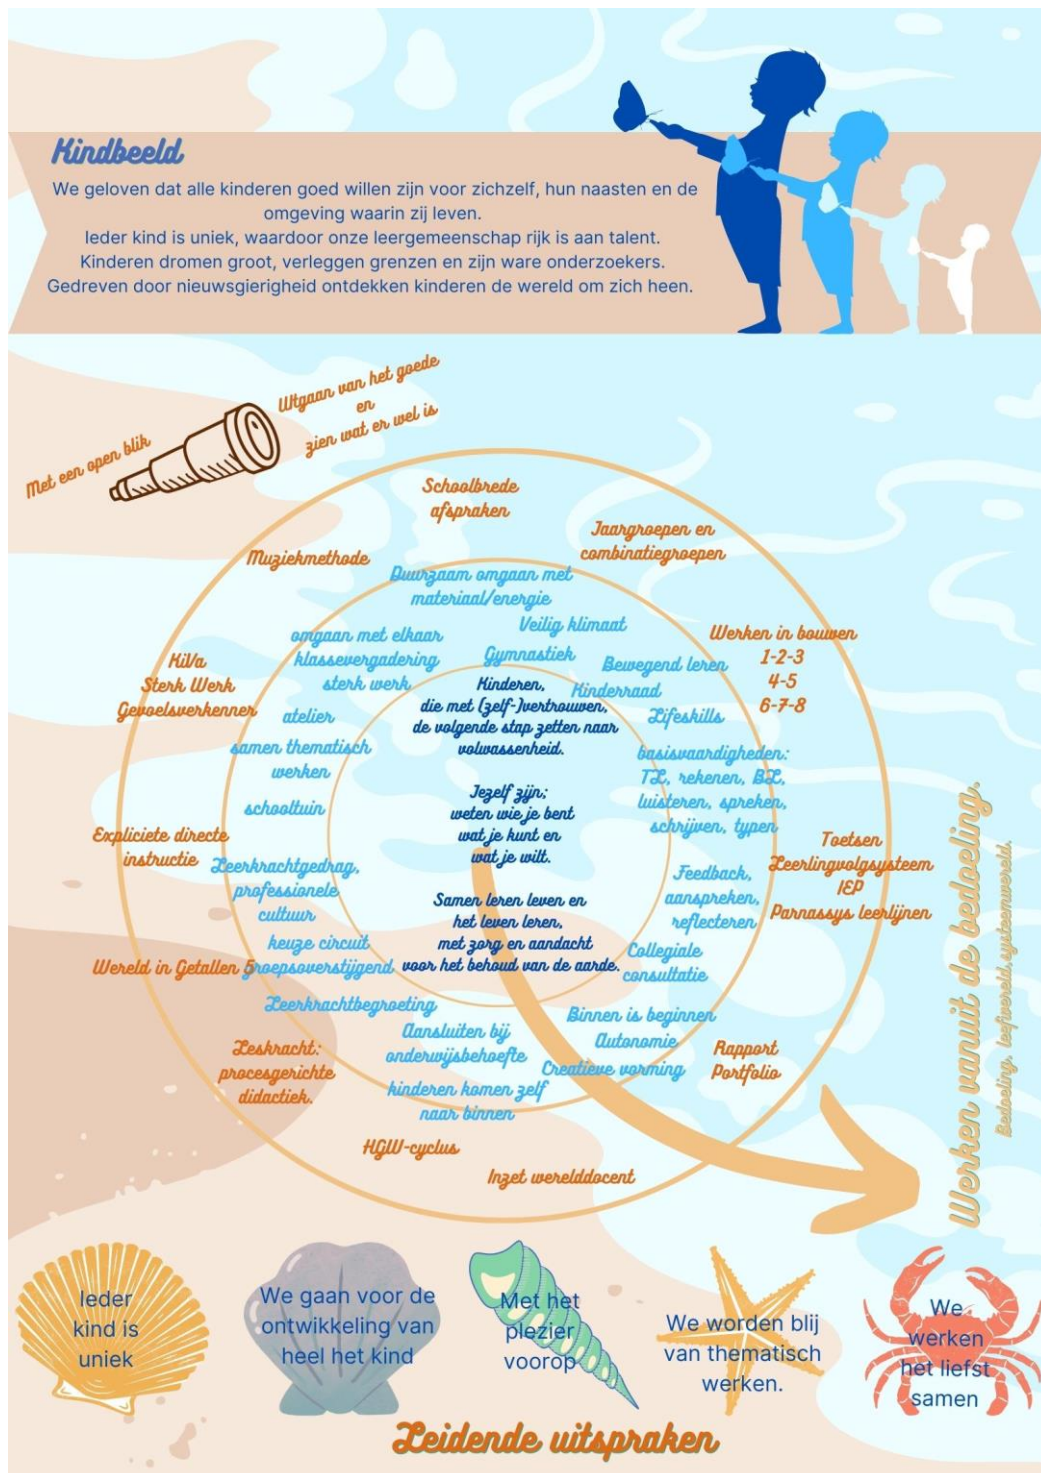 Kindbeeld
We geloven dat alle kinderen goed willen zijn voor zichzelf, hun naasten en de
omgeving waarin zij leven.
Ieder kind is uniek, waardoor onze leergemeenschap rijk is aan talent.
Kinderen dromen groot, verleggen grenzen en zijn ware onderzoekers.
Gedreven door nieuwsgierigheid ontdekken kinderen de wereld om zich heen.
Met een open blik
Uitgaan van het goede
en
zien wat er wel is
Schoolbrede
afspraken
Jaargroepen en
combinatiegroepen
Muziekmethode
Duurzaam omgaan met
materiaal/energie
Veilig klimaat
omgaan met elkaar
klassevergadering
sterk werk
Gymnastiek
Bewegend leren
Kinderraad
Werken in bouwen
1-2-3
4-5
6-7-8
KiVa
Sterk Werk
Gevoelsverkenner
Kinderen,
die met (zelf-)vertrouwen,
de volgende stap zetten naar
volwassenheid.
Lifeskills
atelier
samen thematisch
werken
basisvaardigheden:
TL, rekenen, BL,
luisteren, spreken,
schrijven, typen
schooltuin
Jezelf zijn;
weten wie je bent
wat je kunt en
wat je wilt.
Expliciete directe
instructie
Leerkrachtgedrag,
professionele
cultuur
Toetsen
Leerlingvolgsysteem
IEP
Parnassys leerlijnen
Feedback,
aanspreken,
reflecteren
Samen leren leven en
het leven leren,
met zorg en aandacht
voor het behoud van de aarde.
keuze circuit
groepsoverstijgend
Wereld in Getallen 5
Collegiale
consultatie
Leerkrachtbegroeting
Binnen is beginnen
Autonomie
Creatieve vorming
Aansluiten bij
onderwijsbehoefte
kinderen komen zelf
naar binnen
Leskracht:
procesgerichte
didactiek.
Rapport
Portfolio
HGW-cyclus
Inzet werelddocent
Werken vanuit de bedoeling.
Bedoeling, leefwereld, systeemwereld.
Ieder
kind is
uniek
We gaan voor de
ontwikkeling van
heel het kind
Met het
plezier
voorop
We worden blij
van thematisch
werken.
We
werken
het liefst
samen
Leidende uitspraken